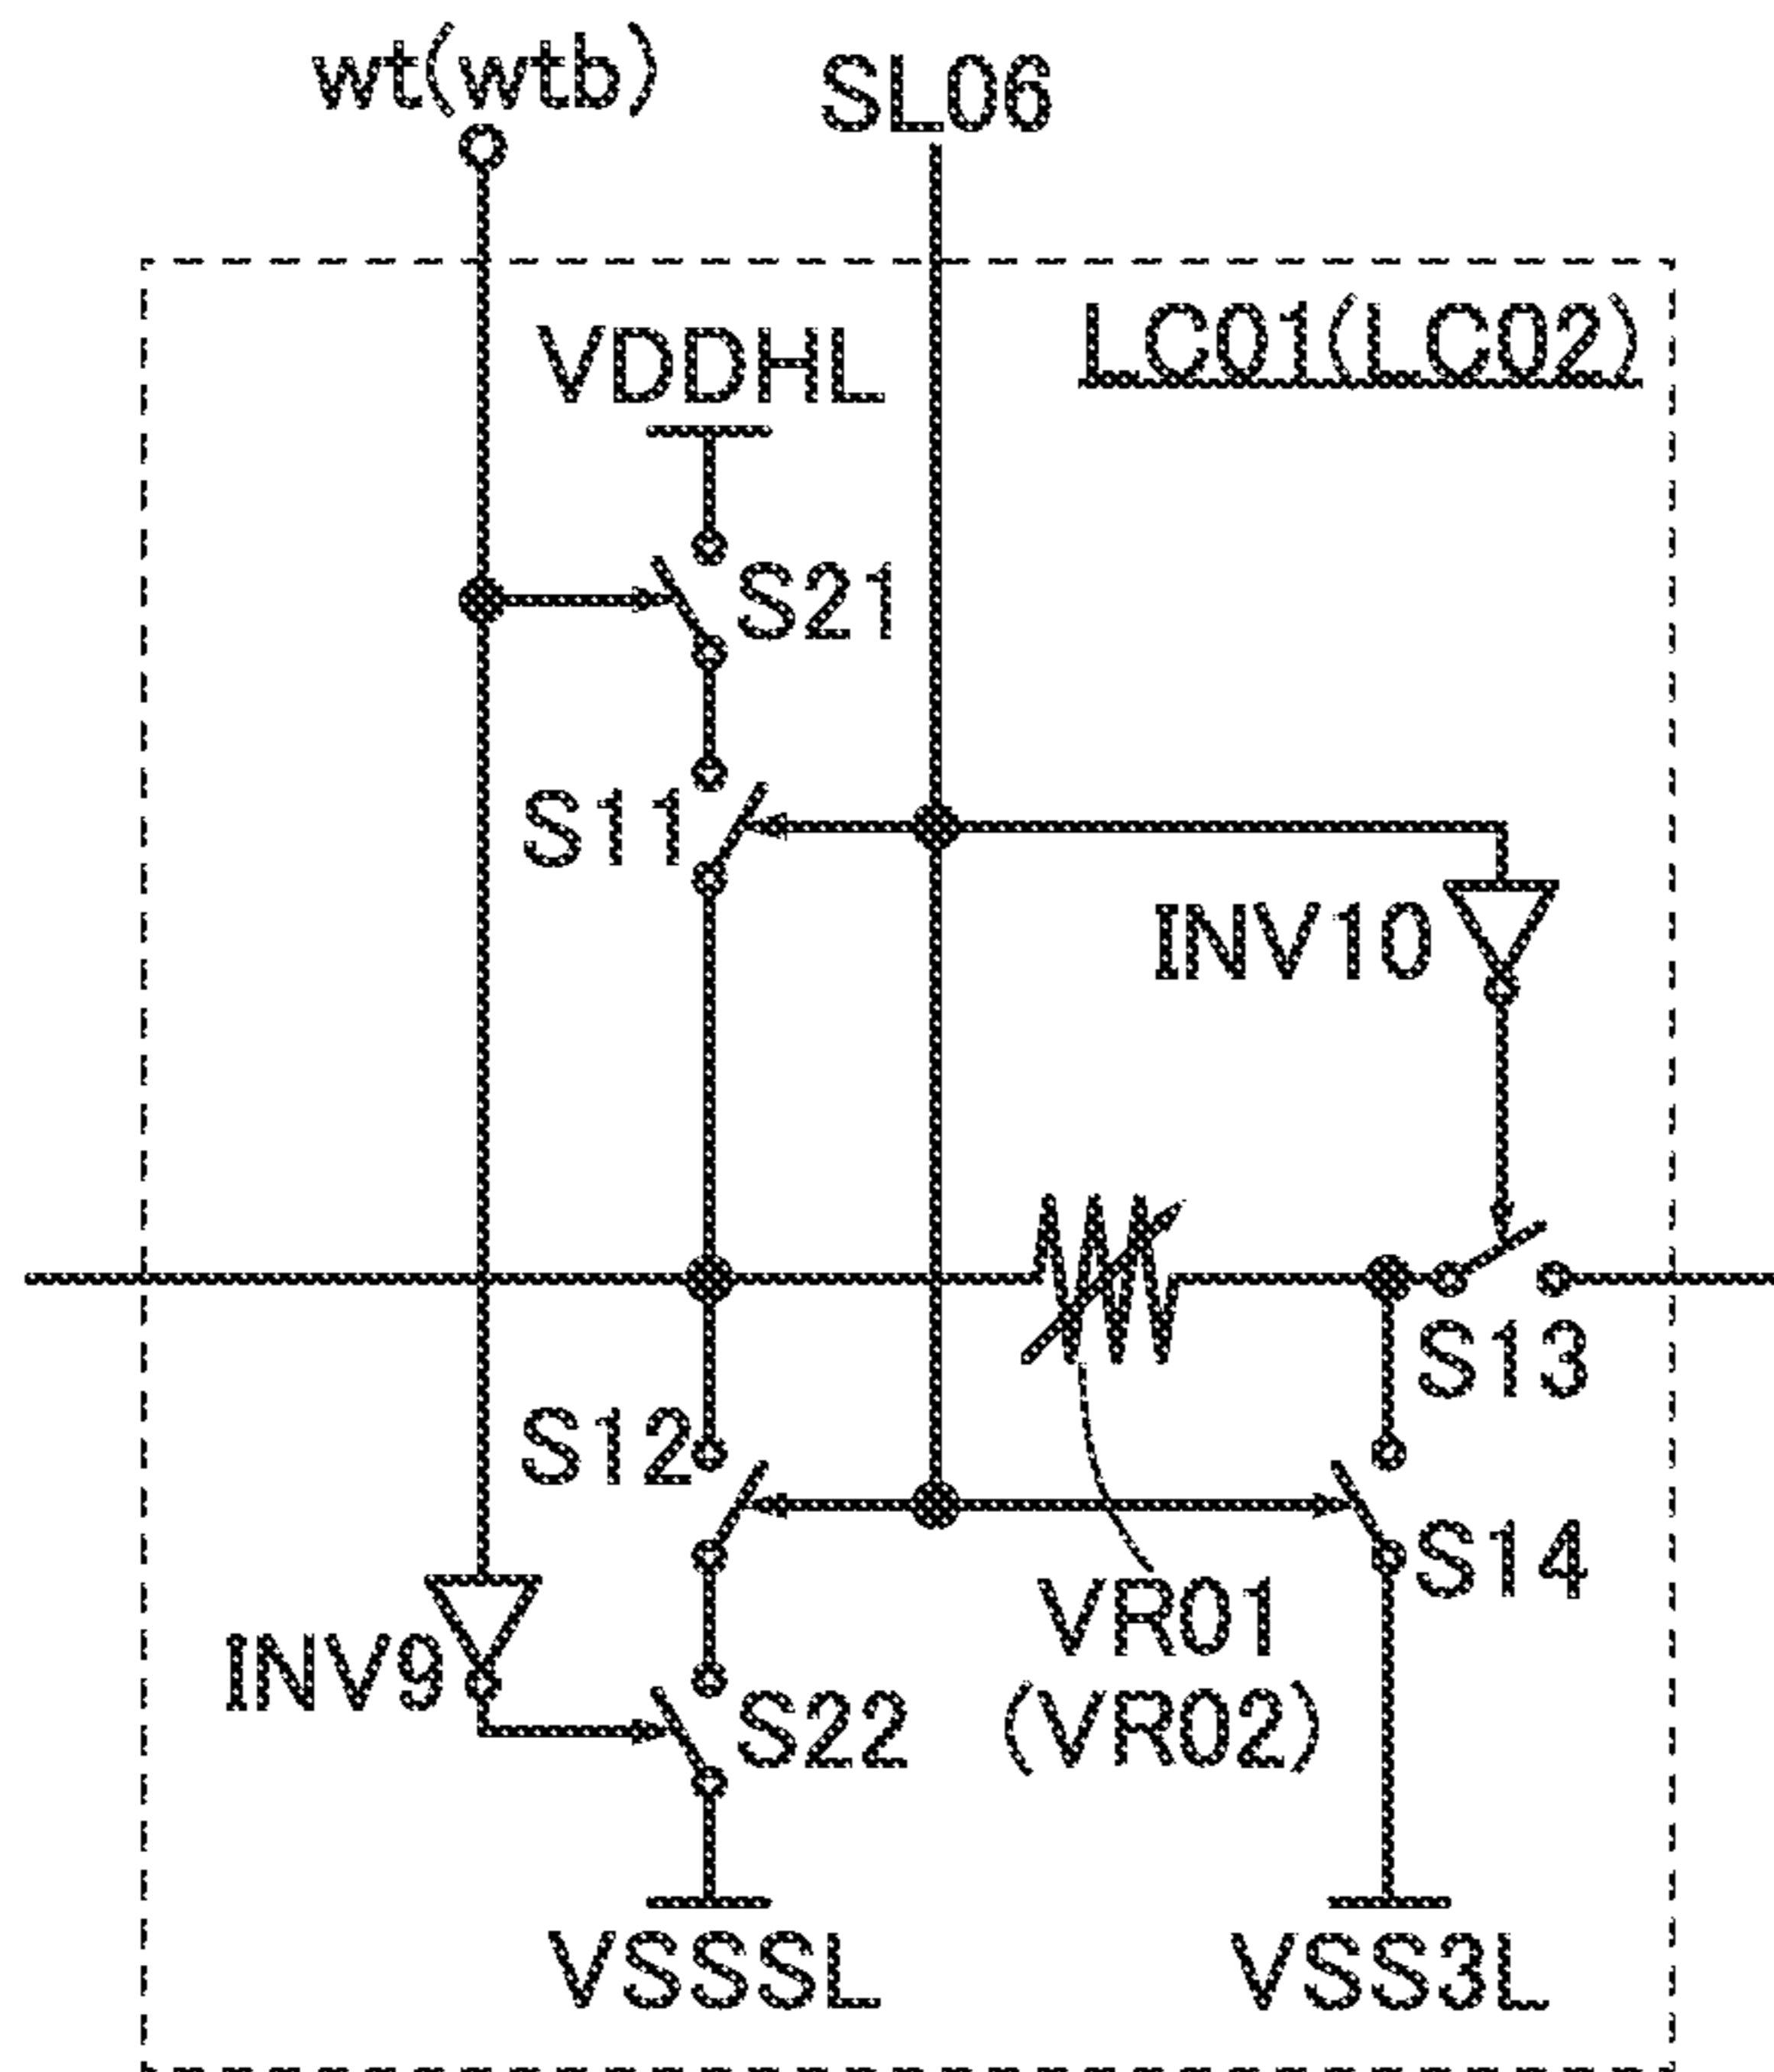 wt(wtb)
SL06
LC01(LC02)
VDDHL
S21
S11
INV10
S13
S12
S14
VR01
(VR02)
INV9
S22
VSSSL
VSS3L